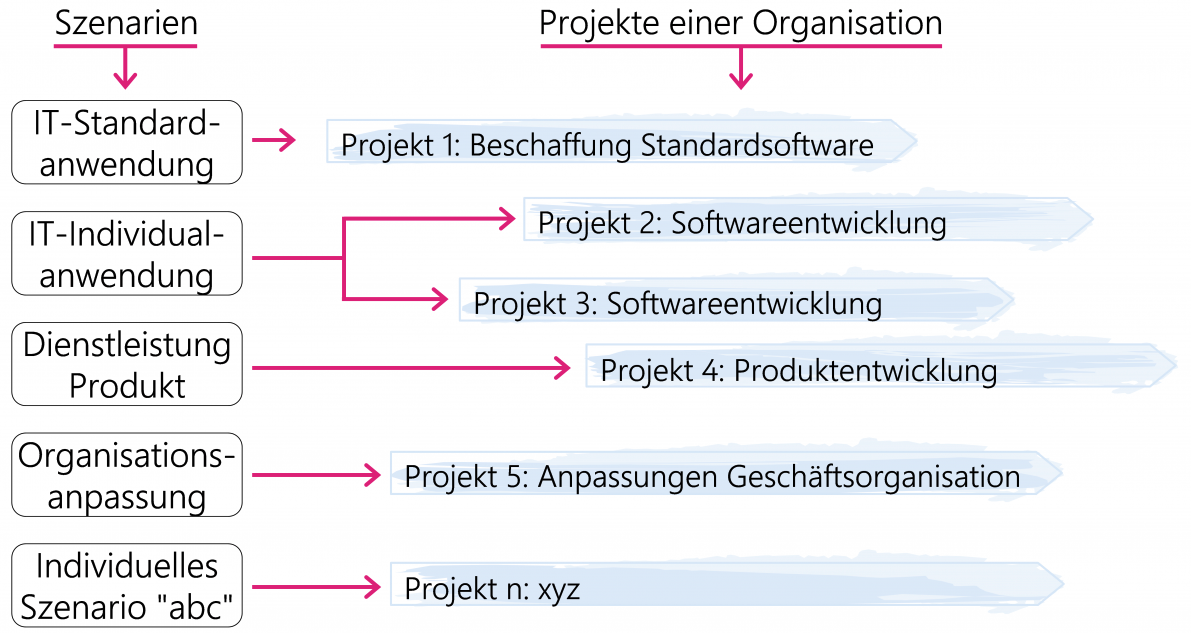 Szenarien
Projekte einer Organisation
IT-Standard-
anwendung
Projekt 1: Beschaffung Standardsoftware
IT-Individual-
anwendung
Projekt 2: Softwareentwicklung
Projekt 3: Softwareentwicklung
Dienstleistung
Produkt
Projekt 4: Produktentwicklung
Organisations-
anpassung
Projekt 5: Anpassungen Geschäftsorganisation
Individuelles
Szenario "abc"
Projekt n: xyz